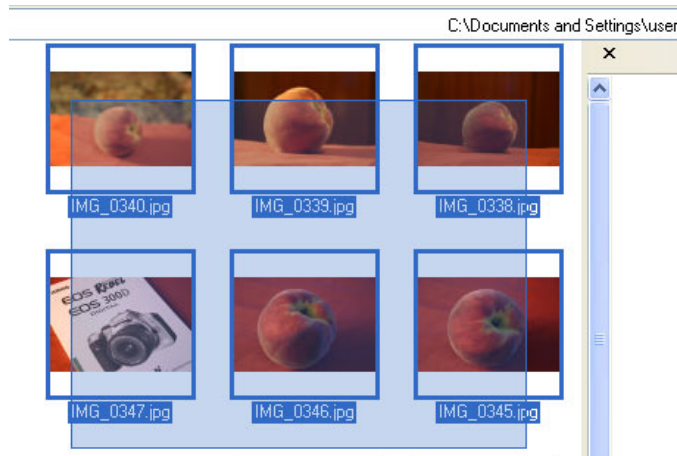 C:\Documents and Settings\user
IMG_0340.jpg
IMG_0339.jpg
IMG_0338.jpg
EOS REBEL
EOS 300D
DIGITAL
IMG_0347.jpg
IMG_0346.jpg
IMG_0345.jpg